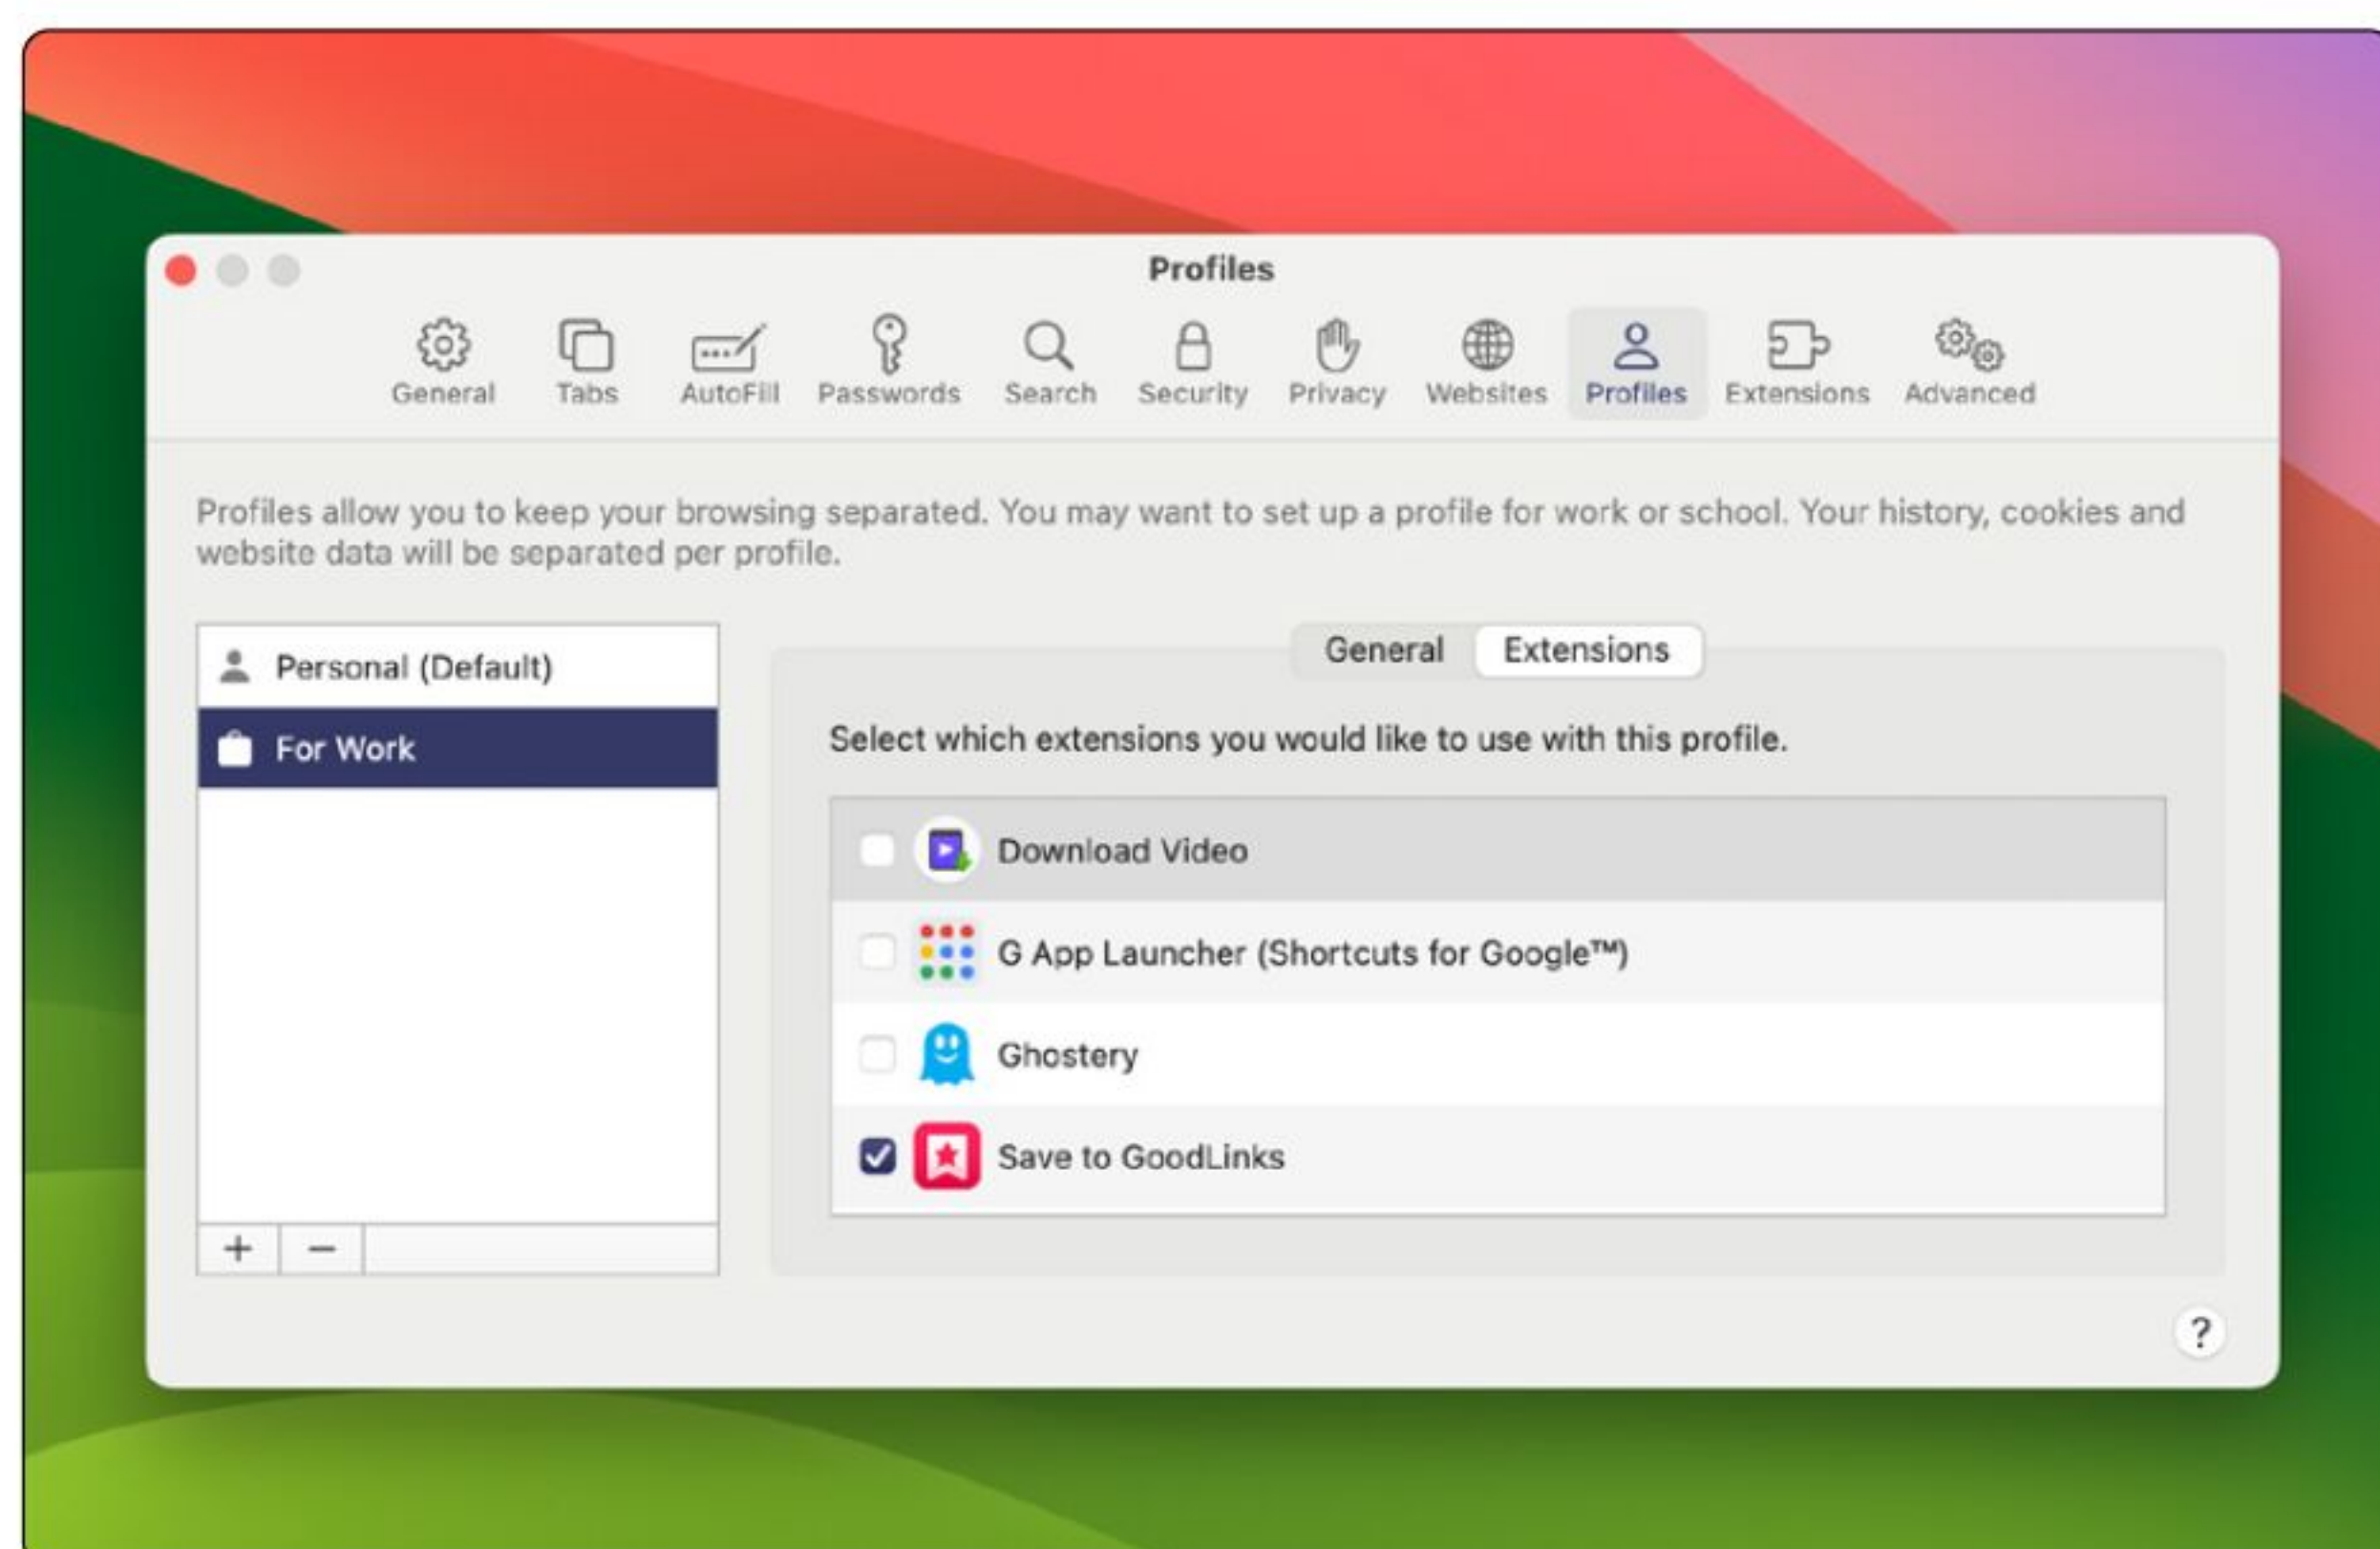 Profiles
General Tabs AutoFill Passwords Search Security Privacy Websites Profiles Extensions Advanced
Profiles allow you to keep your browsing separated. You may want to set up a profile for work or school. Your history, cookies and
website data will be separated per profile.
Personal (Default)
For Work
+ −
General Extensions
Select which extensions you would like to use with this profile.
Download Video
G App Launcher (Shortcuts for Google™)
Ghostery
Save to GoodLinks
?